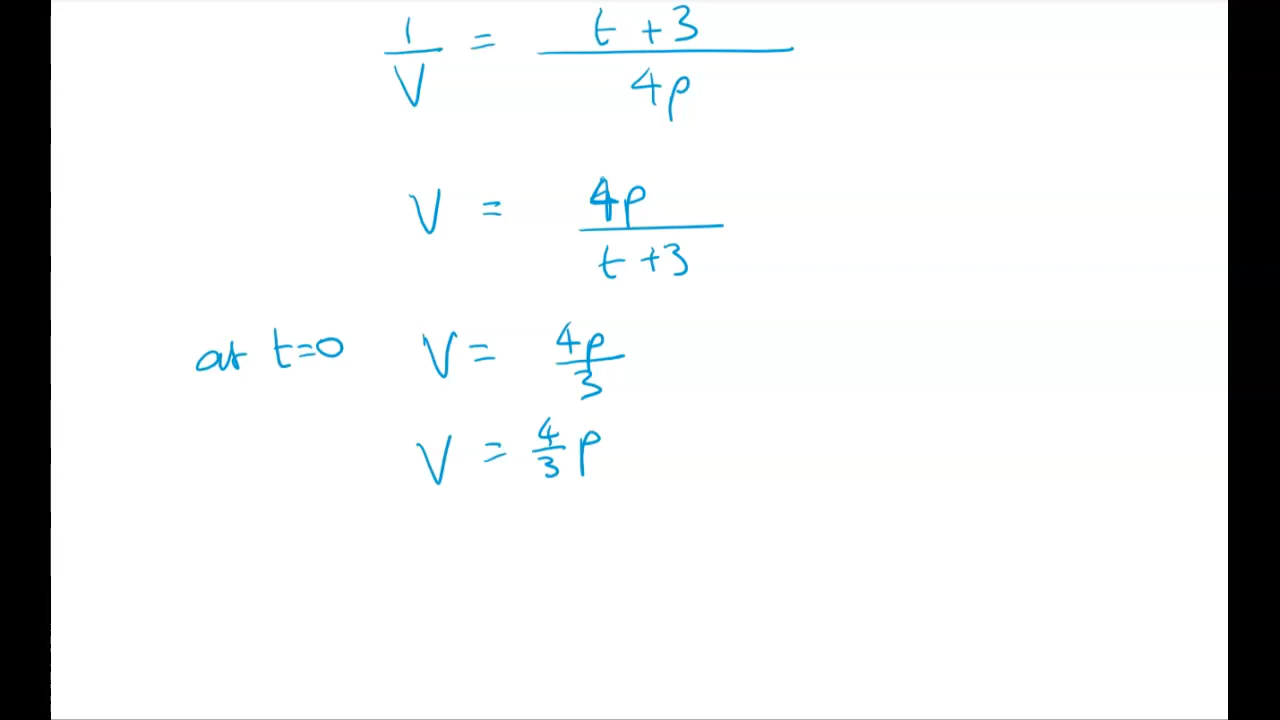 1/V = (t + 3)/4p
V = 4p/(t + 3)
at t=0 V = 4p/3
V = 4/3 p